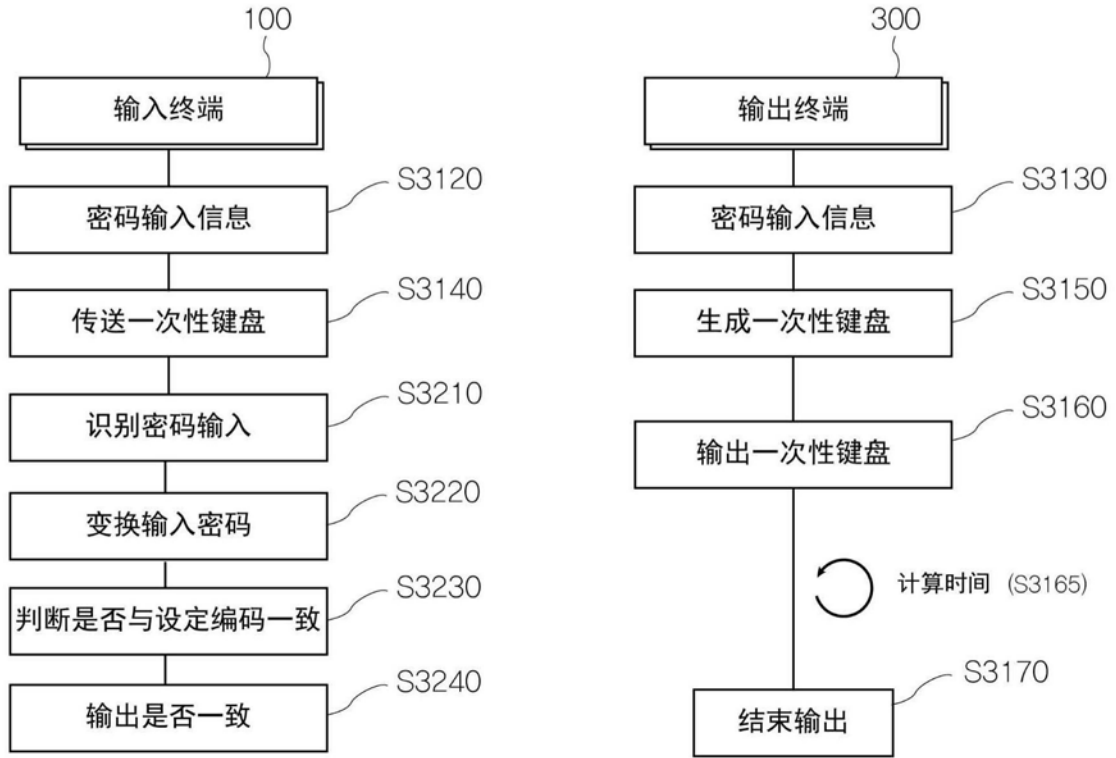 100
输入终端
S3120
密码输入信息
S3140
传送一次性键盘
S3210
识别密码输入
S3220
变换输入密码
S3230
判断是否与设定编码一致
S3240
输出是否一致
300
输出终端
S3130
密码输入信息
S3150
生成一次性键盘
S3160
输出一次性键盘
计算时间 (S3165)
S3170
结束输出